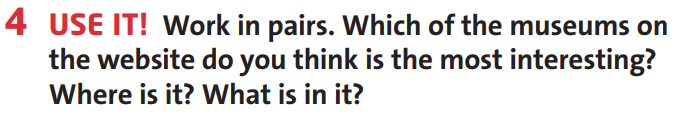 4 USE IT! Work in pairs. Which of the museums on
the website do you think is the most interesting?
Where is it? What is in it?